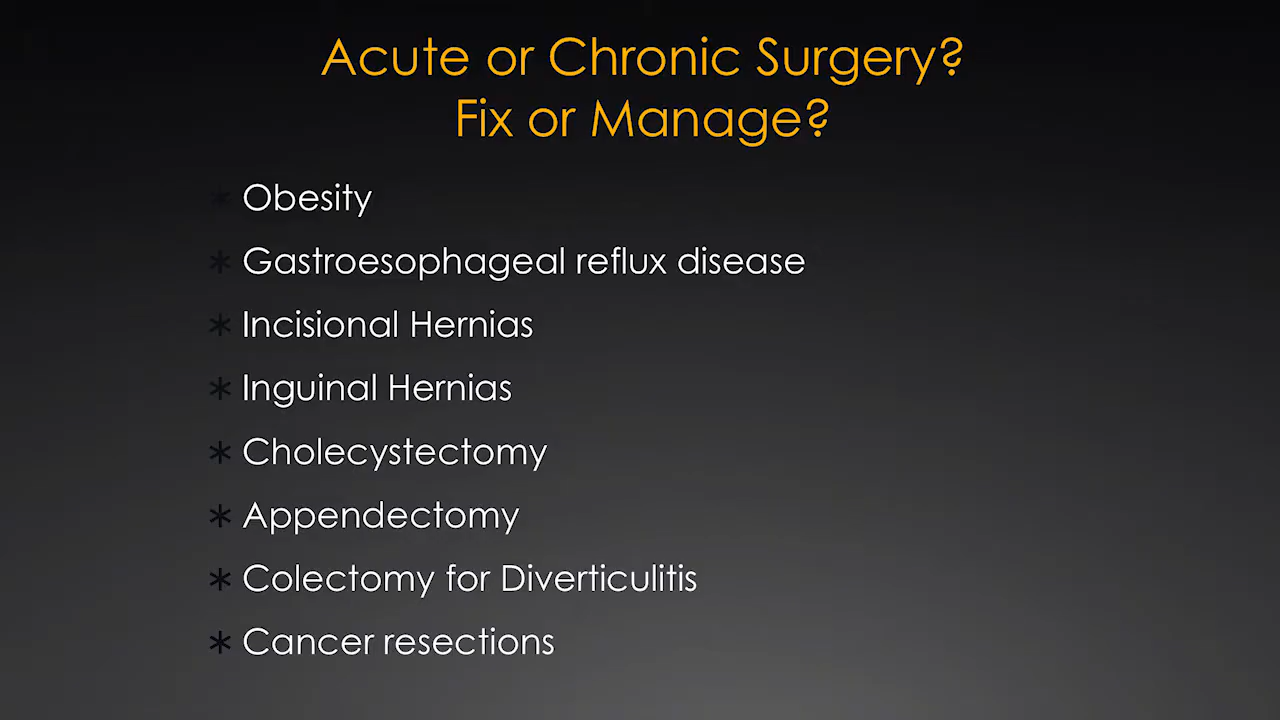 Acute or Chronic Surgery?
Fix or Manage?
* Obesity
* Gastroesophageal reflux disease
* Incisional Hernias
* Inguinal Hernias
* Cholecystectomy
* Appendectomy
* Colectomy for Diverticulitis
* Cancer resections